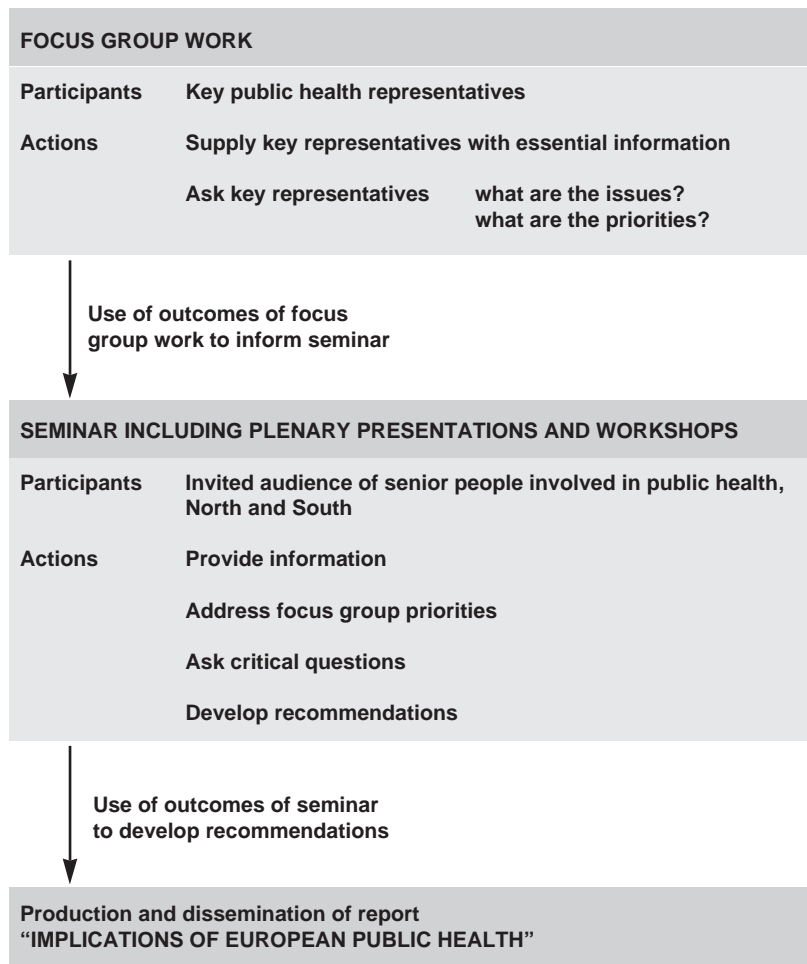 FOCUS GROUP WORK
Participants Key public health representatives
Actions Supply key representatives with essential information
Ask key representatives what are the issues?
what are the priorities?
Use of outcomes of focus
group work to inform seminar
SEMINAR INCLUDING PLENARY PRESENTATIONS AND WORKSHOPS
Participants Invited audience of senior people involved in public health,
North and South
Actions Provide information
Address focus group priorities
Ask critical questions
Develop recommendations
Use of outcomes of seminar
to develop recommendations
Production and dissemination of report
“IMPLICATIONS OF EUROPEAN PUBLIC HEALTH”